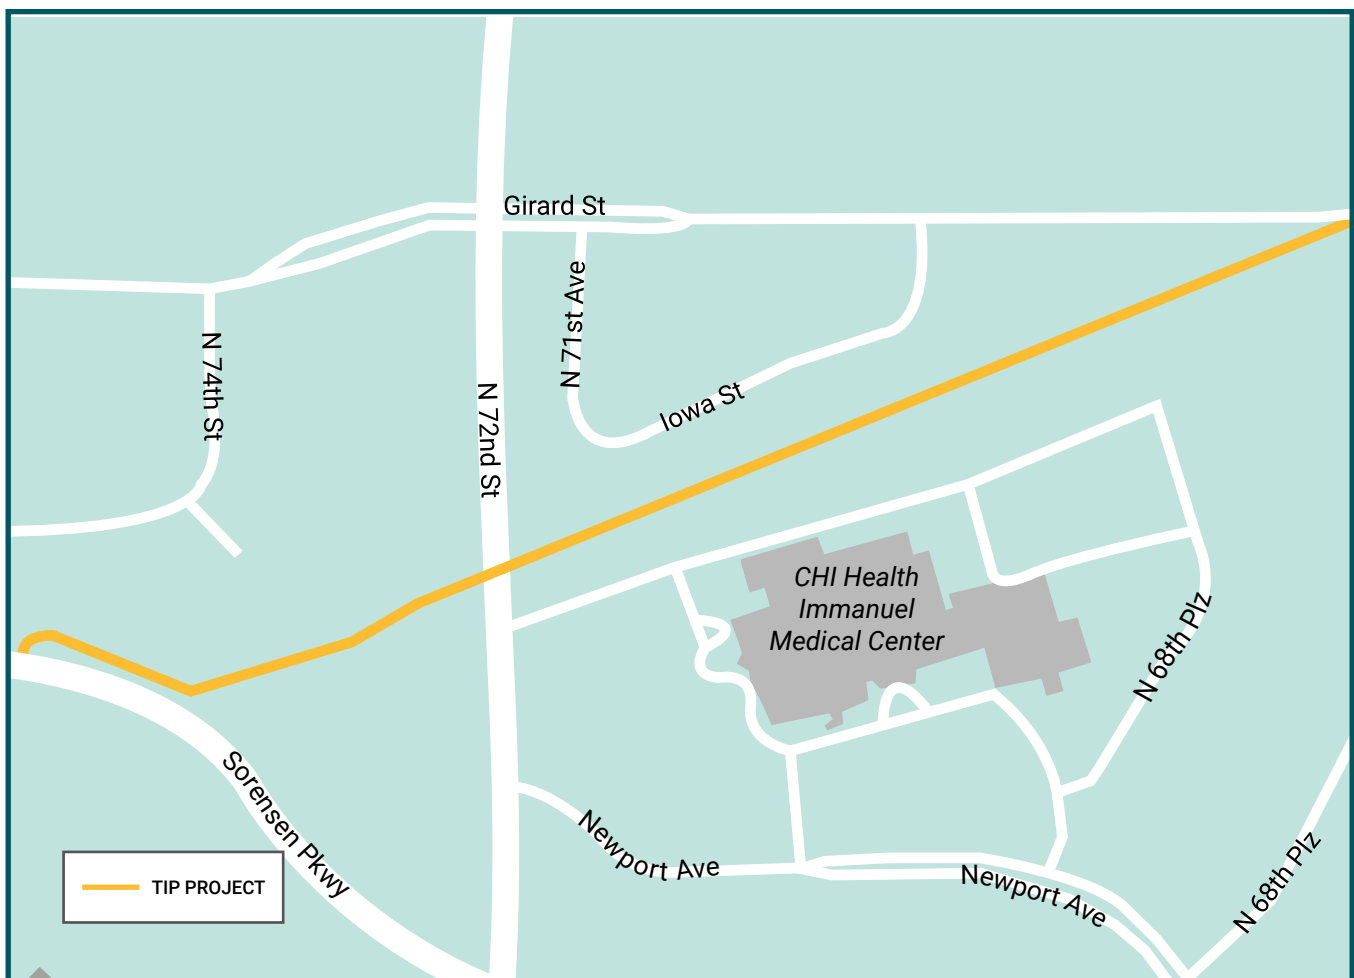 Girard St
N 71st Ave
N 74th St
Iowa St
N 72nd St
CHI Health
Immanuel
Medical Center
N 68th Plz
Sorensen Pkwy
Newport Ave
Newport Ave
N 68th Plz
TIP PROJECT